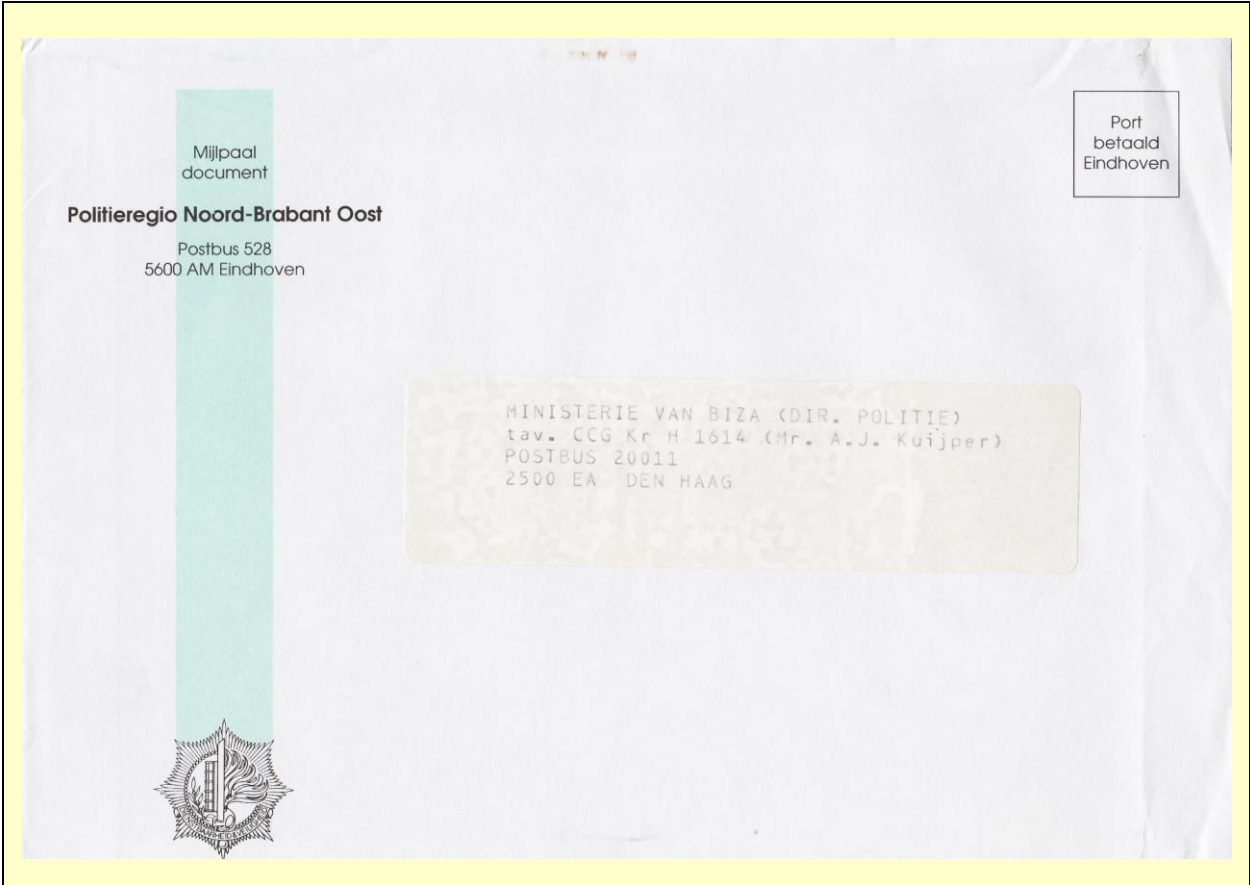 Mijlpaal
document
Politieregio Noord-Brabant Oost
Postbus 528
5600 AM Eindhoven
Port
betaald
Eindhoven
MINISTERIE VAN BIZA (DIR. POLITIE)
tav. CCG Kr H 1614 (Mr. A.J. Kuijper)
POSTBUS 20011
2500 EA DEN HAAG